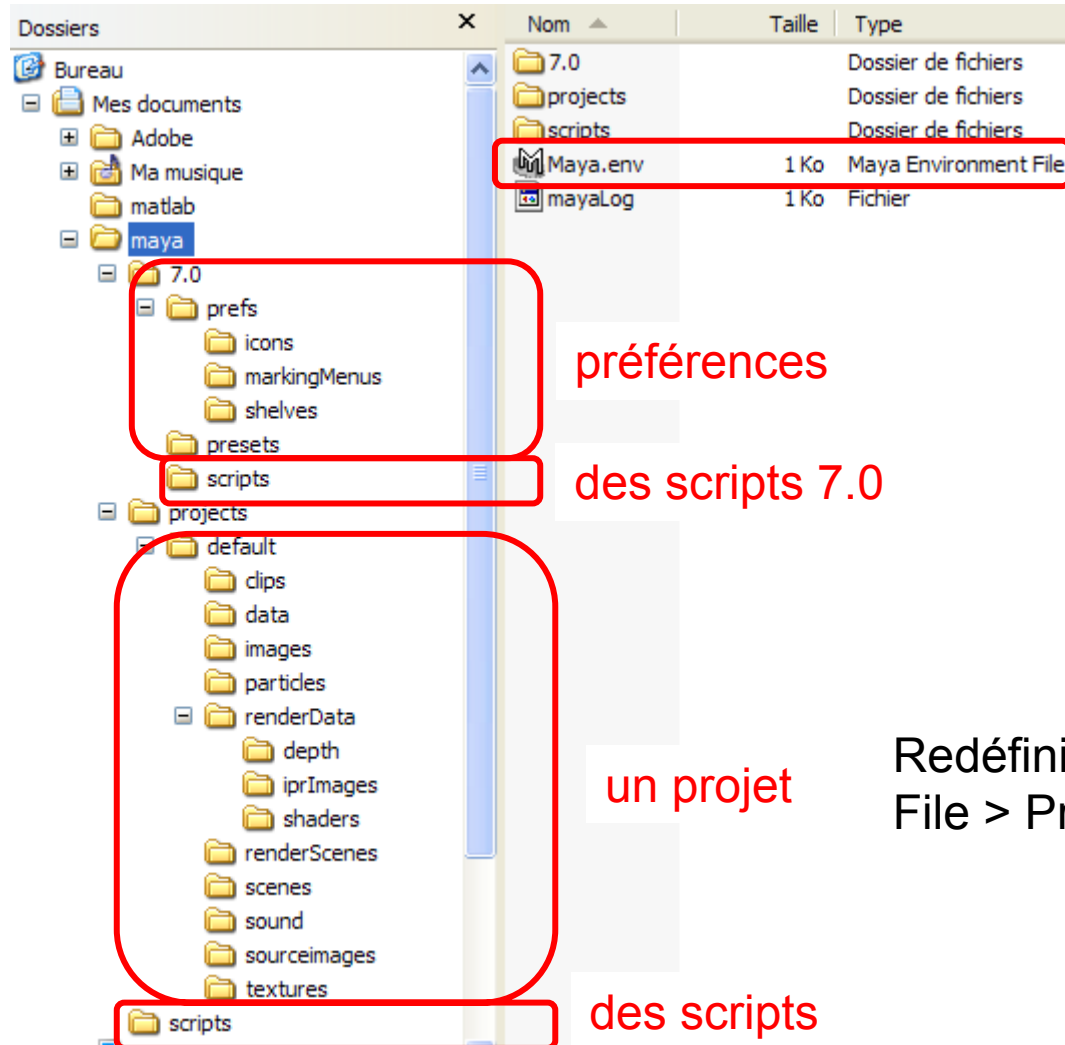 Dossiers
Bureau
Mes documents
Adobe
Ma musique
matlab
maya
7.0
prefs
icons
markingMenus
shelves
presets
scripts
projects
default
clips
data
images
particles
renderData
depth
iprImages
shaders
renderScenes
scenes
sound
sourceimages
textures
scripts
Nom Taille Type
7.0 Dossier de fichiers
projects Dossier de fichiers
scripts Dossier de fichiers
Maya.env 1 Ko Maya Environment File
mayaLog 1 Ko Fichier
préférences
des scripts 7.0
un projet
Redéfini
File > Pr
des scripts